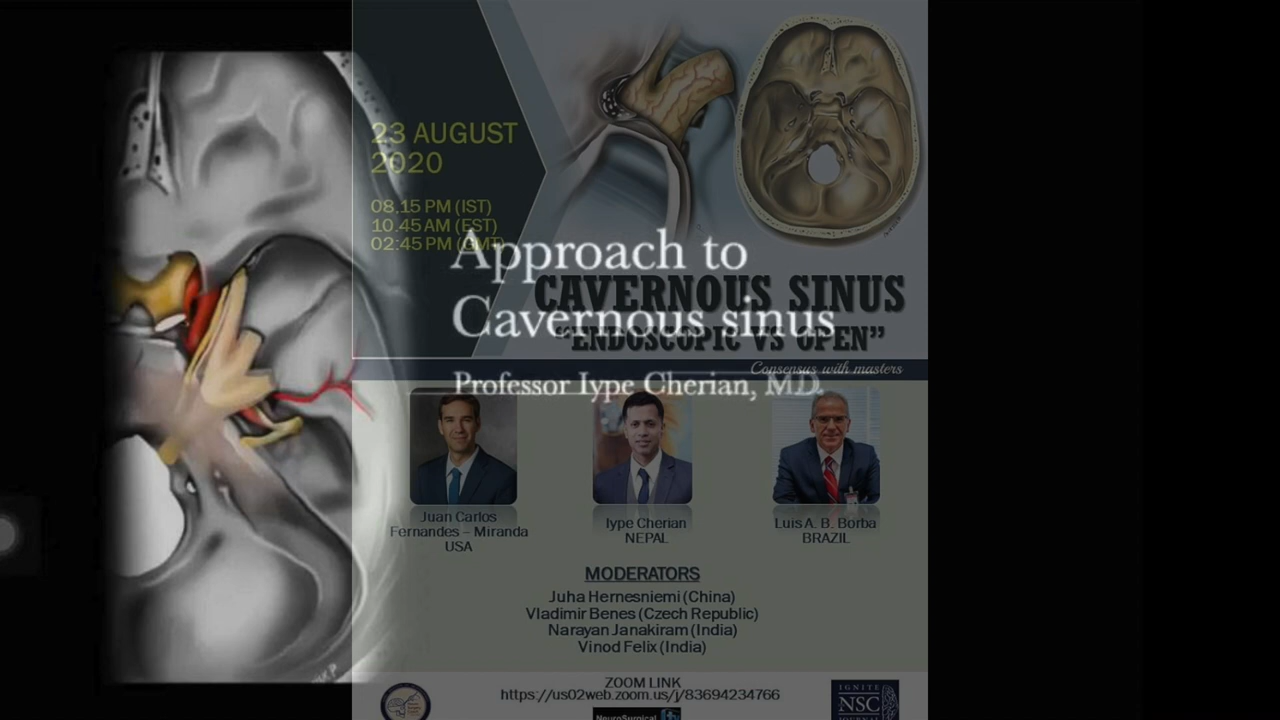 23 AUGUST
2020
08.15 PM (IST)
10.45 AM (EST)
02:45 PM (GMT)
Approach to
Cavernous sinus
Professor Iype Cherian, M.D.
CAVERNOUS SINUS
“ENDOSCOPIC VS OPEN”
Consensus with masters
Juan Carlos
Fernandes – Miranda
USA
Iype Cherian
NEPAL
Luis A. B. Borba
BRAZIL
MODERATORS
Juha Hernesniemi (China)
Vladimir Benes (Czech Republic)
Narayan Janakiram (India)
Vinod Felix (India)
ZOOM LINK
https://us02web.zoom.us/j/83694234766
NeuroSurgical
IGNITE
NSC
JOURNAL